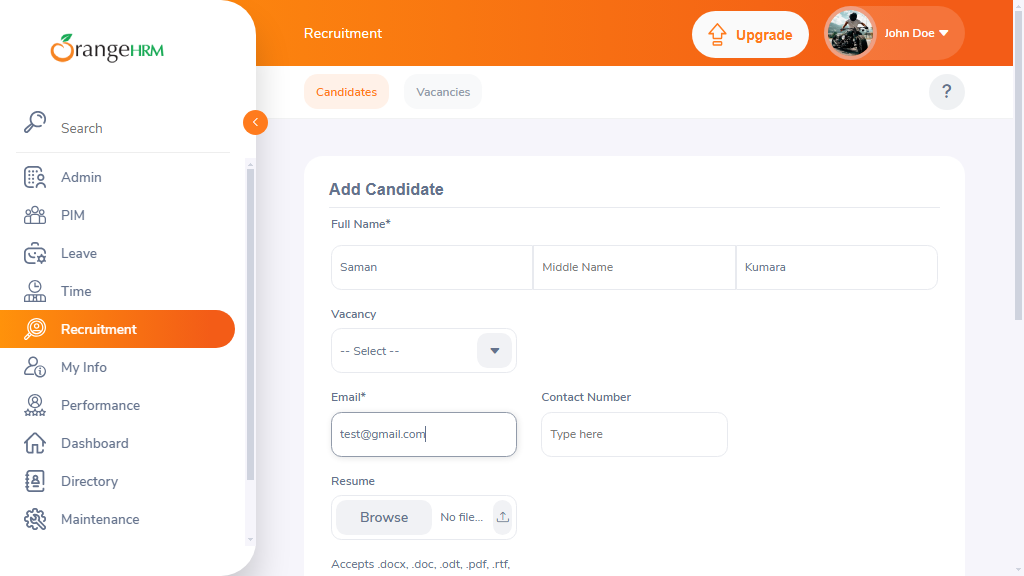 OrangeHRM
Search
Admin
PIM
Leave
Time
Recruitment
My Info
Performance
Dashboard
Directory
Maintenance
Recruitment
Upgrade
John Doe
Candidates
Vacancies
?
Add Candidate
Full Name*
Saman
Middle Name
Kumara
Vacancy
-- Select --
Email*
Contact Number
test@gmail.com
Type here
Resume
Browse
No file...
Accepts .docx, .doc, .odt, .pdf, .rtf,